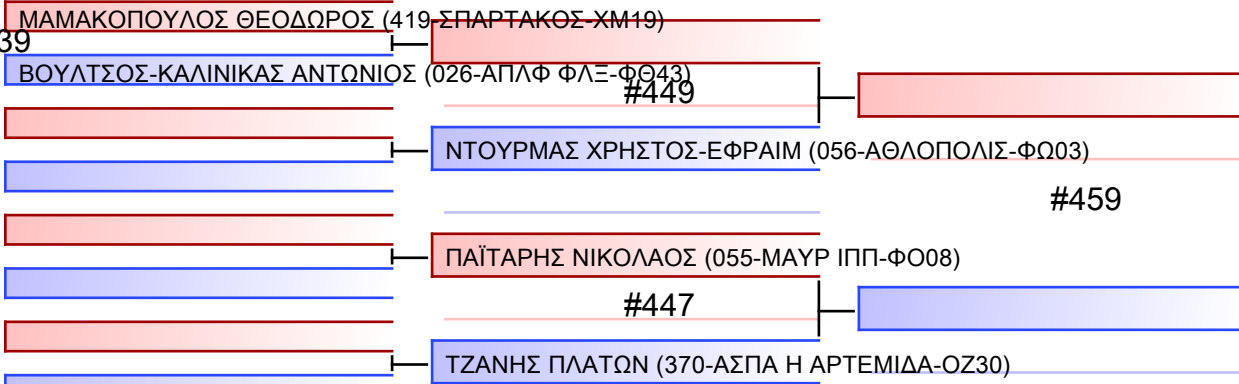 ΜΑΜΑΚΟΠΟΥΛΟΣ ΘΕΟΔΩΡΟΣ (419-ΣΠΑΡΤΑΚΟΣ-ΧΜ19)
39
ΒΟΥΛΤΣΟΣ-ΚΑΛΙΝΙΚΑΣ ΑΝΤΩΝΙΟΣ (026-ΑΠΛΦ ΦΛΞ-ΦΘ43)
#449
ΝΤΟΥΡΜΑΣ ΧΡΗΣΤΟΣ-ΕΦΡΑΙΜ (056-ΑΘΛΟΠΟΛΙΣ-ΦΩ03)
#459
ΠΑΪΤΑΡΗΣ ΝΙΚΟΛΑΟΣ (055-ΜΑΥΡ ΙΠΠ-ΦΟ08)
#447
ΤΖΑΝΗΣ ΠΛΑΤΩΝ (370-ΑΣΠΑ Η ΑΡΤΕΜΙΔΑ-ΟΖ30)